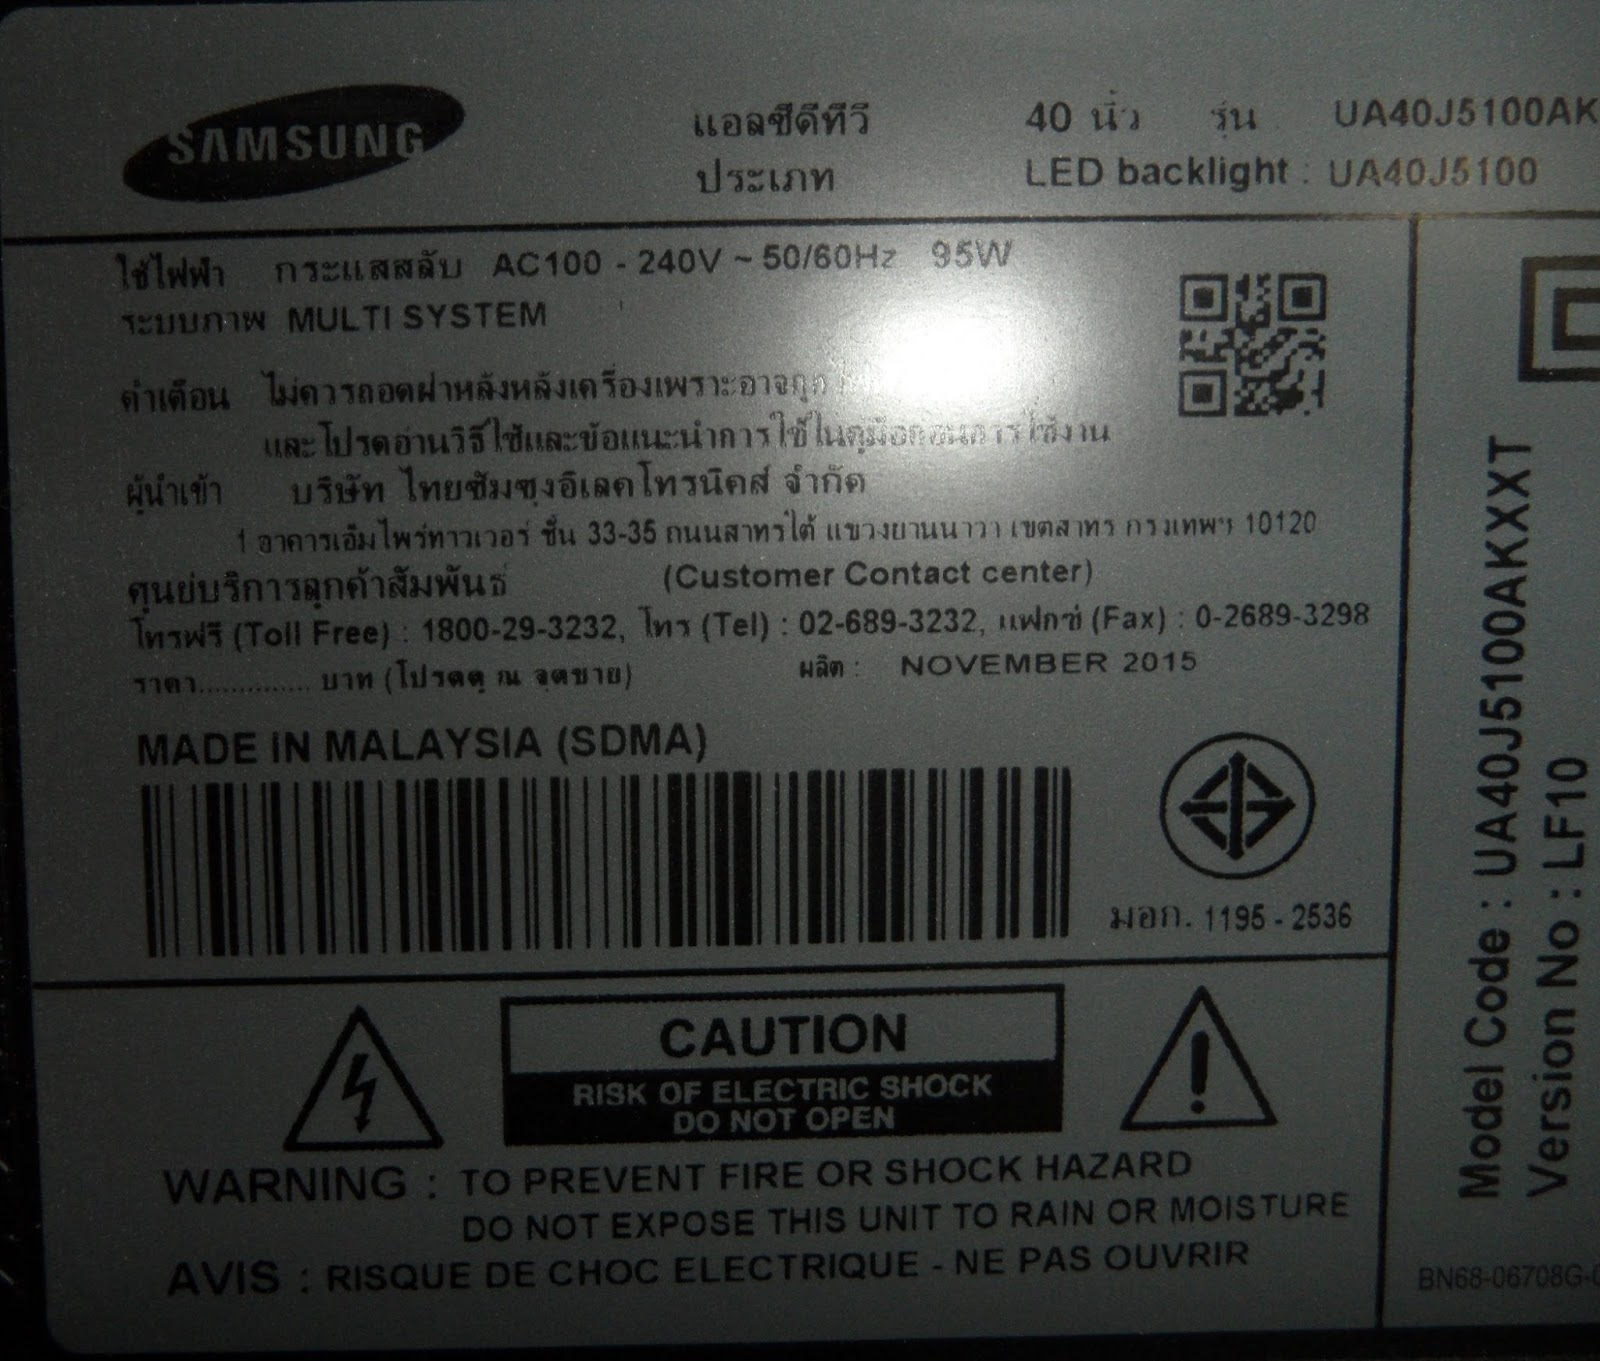 SAMSUNG
แอลซีดีทีวี 40 นิ้ว รุ่น UA40J5100AK
ประเภท LED backlight : UA40J5100
ใช้ไฟฟ้า กระแสสลับ AC100 - 240V ~ 50/60Hz 95W
ระบบภาพ MULTI SYSTEM
คำเตือน ไม่ควรถอดฝาหลังหลังเครื่องเพราะอาจถูก
และโปรดอ่านวิธีใช้และข้อแนะนำการใช้ในคู่มือก่อนการใช้งาน
ผู้นำเข้า บริษัท ไทยซัมซุงอิเลคโทรนิคส์ จำกัด
1 อาคารเอ็มไพร์ทาวเวอร์ ชั้น 33-35 ถนนสาทรใต้ แขวงยานนาวา เขตสาทร กรุงเทพฯ 10120
ศูนย์บริการลูกค้าสัมพันธ์ (Customer Contact center)
โทรฟรี (Toll Free) : 1800-29-3232, โทร (Tel) : 02-689-3232, แฟกซ์ (Fax) : 0-2689-3298
ราคา............... บาท (โปรดดู ณ จุดขาย) ผลิต : NOVEMBER 2015
MADE IN MALAYSIA (SDMA)
มอก. 1195 - 2536
CAUTION
RISK OF ELECTRIC SHOCK
DO NOT OPEN
WARNING : TO PREVENT FIRE OR SHOCK HAZARD
DO NOT EXPOSE THIS UNIT TO RAIN OR MOISTURE
AVIS : RISQUE DE CHOC ELECTRIQUE - NE PAS OUVRIR
Model Code : UA40J5100AKXXT
Version No : LF10
BN68-06708G-